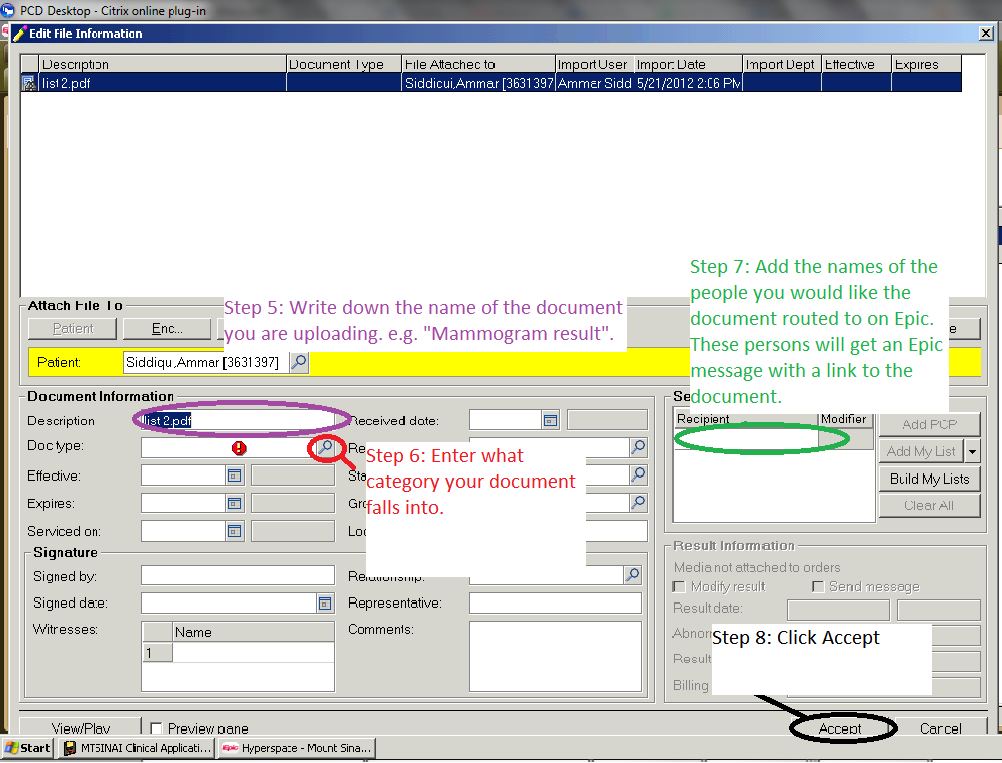 PCD Desktop - Citrix online plug-in
Edit File Information
Description Document Type File Attached to Import User Import Date Import Dept Effective Expires
list 2.pdf Siddiqui,Ammar [3631397 Ammar Sidd 5/21/2012 2:06 PM
Attach File To
Patient Enc...
Step 5: Write down the name of the document
you are uploading. e.g. "Mammogram result".
Patient: Siddiqu,Ammar [3631397]
Step 7: Add the names of the
people you would like the
document routed to on Epic.
These persons will get an Epic
message with a link to the
document.
Document Information
Description list 2.pdf Received date:
Doc type:
Effective:
Expires:
Serviced on:
Step 6: Enter what
category your document
falls into.
Recipient Modifier
Add PCP
Add My List
Build My Lists
Clear All
Signature
Signed by: Relationship:
Signed date: Representative:
Witnesses: Name Comments:
1
Result Information
Media not attached to orders
Modify result Send message
Result date:
Step 8: Click Accept
Billing
View/Play Preview pane Accept Cancel
Start MTSINAI Clinical Applicati... Epic Hyperspace - Mount Sina...